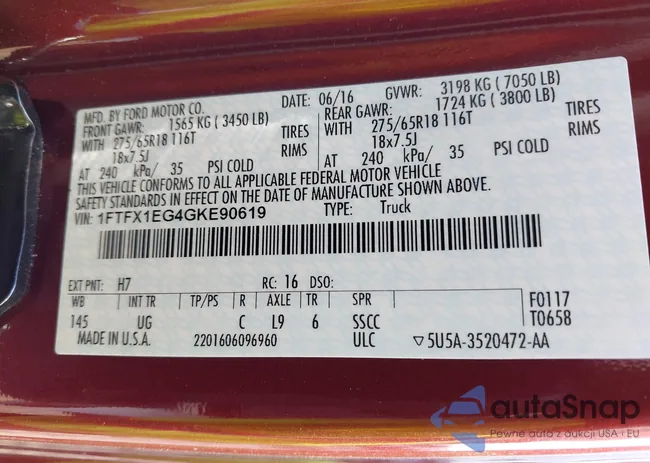 MFD. BY FORD MOTOR CO.
DATE: 06/16 GVWR: 3198 KG ( 7050 LB)
FRONT GAWR: 1565 KG ( 3450 LB) REAR GAWR: 1724 KG ( 3800 LB)
WITH 275/65R18 116T TIRES WITH 275/65R18 116T TIRES
18x7.5J RIMS 18x7.5J RIMS
AT 240 kPa/ 35 PSI COLD AT 240 kPa/ 35 PSI COLD
THIS VEHICLE CONFORMS TO ALL APPLICABLE FEDERAL MOTOR VEHICLE
SAFETY STANDARDS IN EFFECT ON THE DATE OF MANUFACTURE SHOWN ABOVE.
VIN: 1FTFX1EG4GKE90619 TYPE: Truck
EXT PNT: H7 RC: 16 DSO:
WB INT TR TP/PS R AXLE TR SPR F0117
145 UG C L9 6 SSCC T0658
MADE IN U.S.A. 2201606096960 ULC ▽5U5A-3520472-AA
autaSnap
Pewne auta z aukcji USA i EU